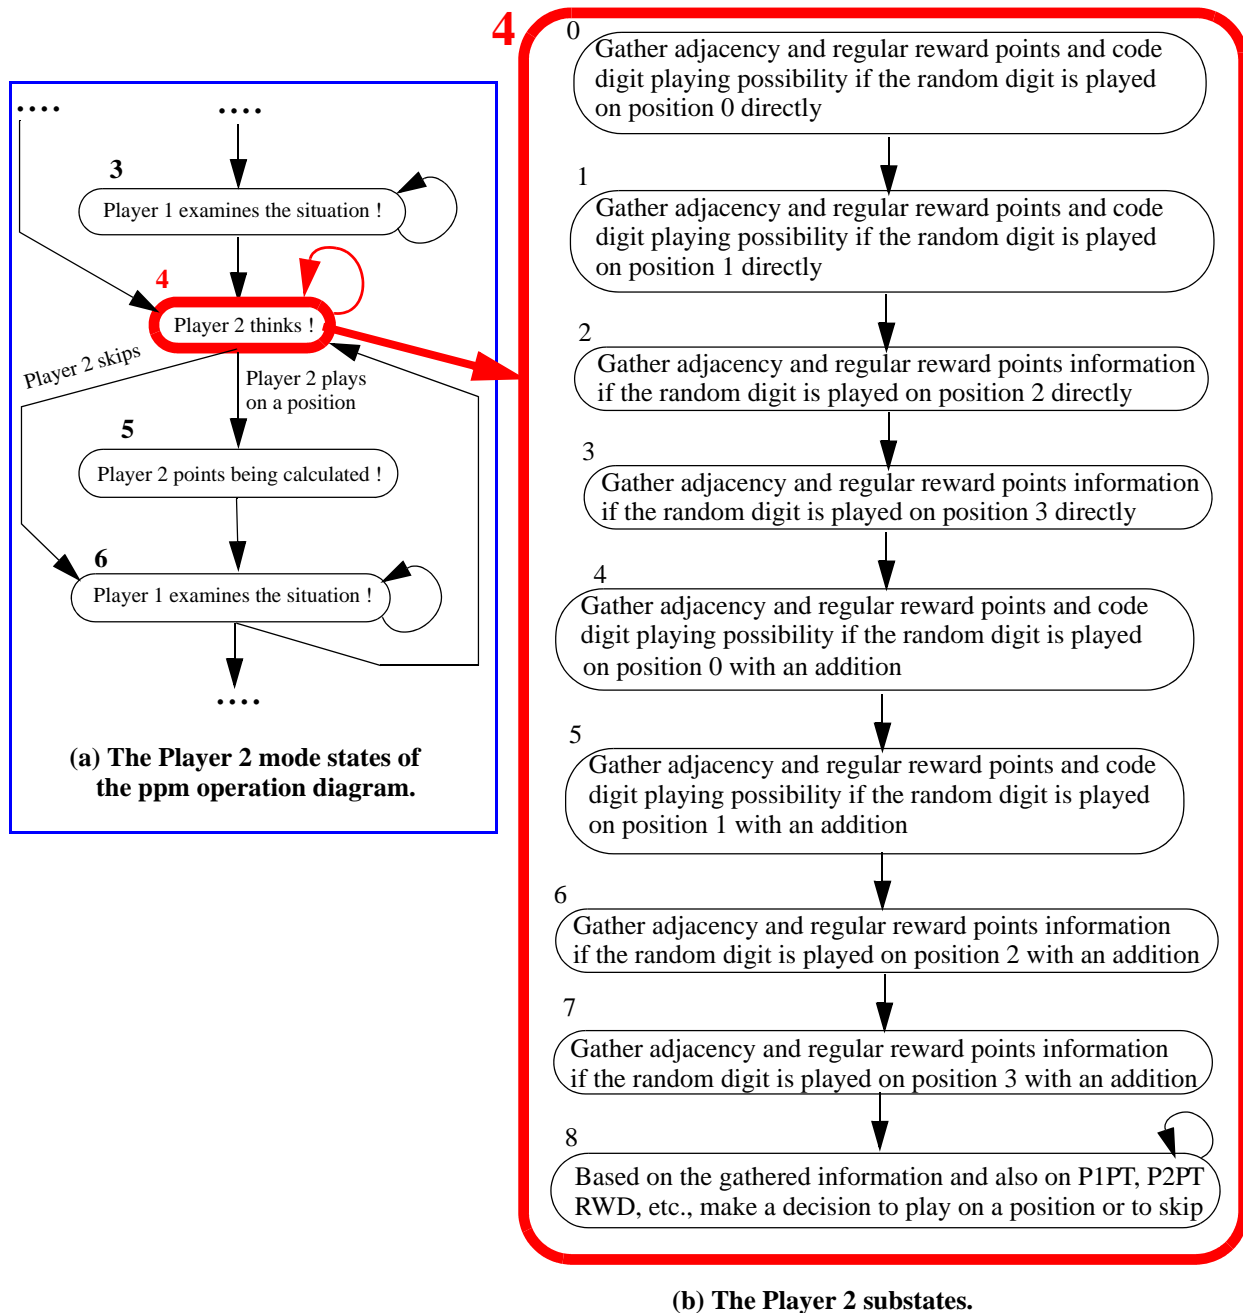 ....
....
3
Player 1 examines the situation !
4
Player 2 thinks !
Player 2 skips
Player 2 plays
on a position
5
Player 2 points being calculated !
6
Player 1 examines the situation !
....
(a) The Player 2 mode states of
the ppm operation diagram.
4
0
Gather adjacency and regular reward points and code
digit playing possibility if the random digit is played
on position 0 directly
1
Gather adjacency and regular reward points and code
digit playing possibility if the random digit is played
on position 1 directly
2
Gather adjacency and regular reward points information
if the random digit is played on position 2 directly
3
Gather adjacency and regular reward points information
if the random digit is played on position 3 directly
4
Gather adjacency and regular reward points and code
digit playing possibility if the random digit is played
on position 0 with an addition
5
Gather adjacency and regular reward points and code
digit playing possibility if the random digit is played
on position 1 with an addition
6
Gather adjacency and regular reward points information
if the random digit is played on position 2 with an addition
7
Gather adjacency and regular reward points information
if the random digit is played on position 3 with an addition
8
Based on the gathered information and also on P1PT, P2PT
RWD, etc., make a decision to play on a position or to skip
(b) The Player 2 substates.